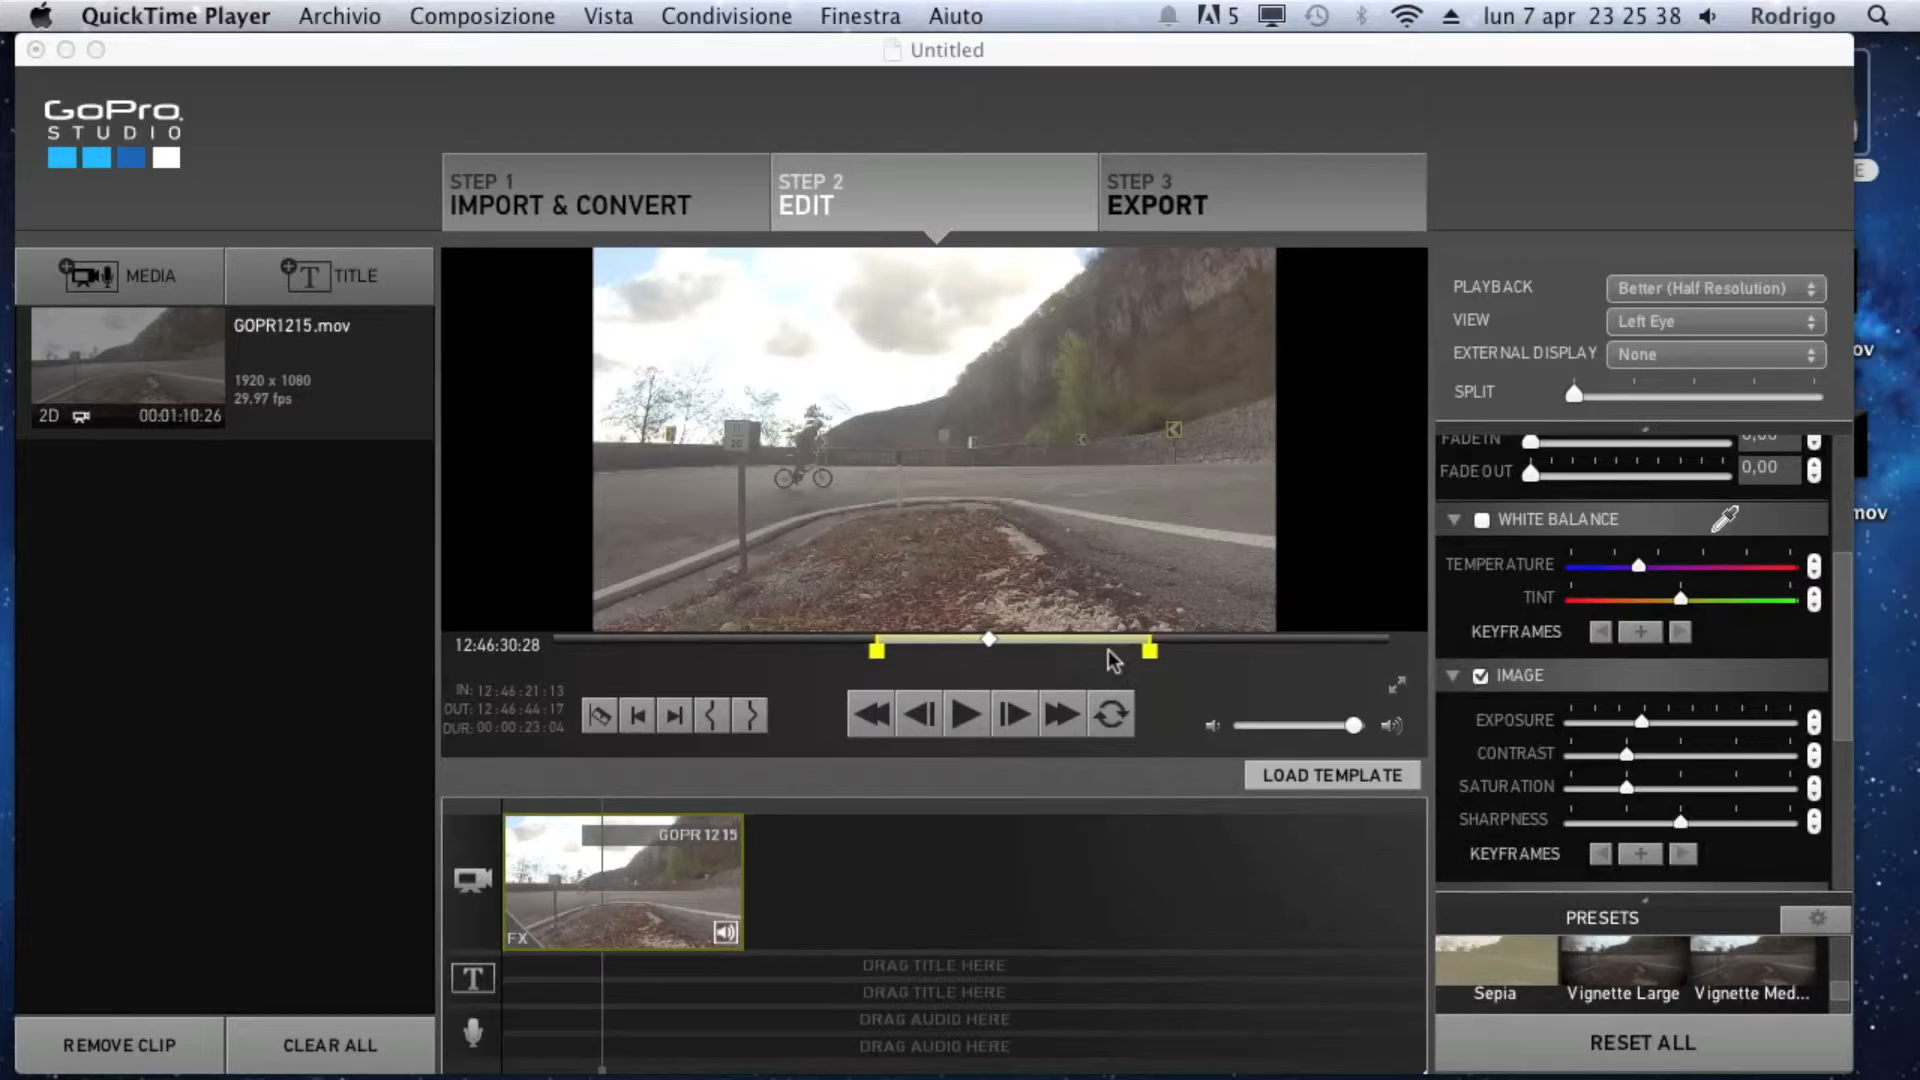 QuickTime Player Archivio Composizione Vista Condivisione Finestra Aiuto 5 lun 7 apr 23 25 38 Rodrigo
Untitled
GoPro
STUDIO
STEP 1
IMPORT & CONVERT
STEP 2
EDIT
STEP 3
EXPORT
MEDIA
T TITLE
GOPR1215.mov
1920 x 1080
29.97 fps
2D 00:01:10:26
PLAYBACK Better (Half Resolution)
VIEW Left Eye
EXTERNAL DISPLAY None
SPLIT
FADE IN 0,00
FADE OUT 0,00
WHITE BALANCE
TEMPERATURE
TINT
KEYFRAMES
IMAGE
EXPOSURE
CONTRAST
SATURATION
SHARPNESS
KEYFRAMES
12:46:30:28
IN: 12:46:21:13
OUT: 12:46:44:17
DUR: 00:00:23:04
LOAD TEMPLATE
GOPR1215
FX
T
DRAG TITLE HERE
DRAG TITLE HERE
DRAG AUDIO HERE
DRAG AUDIO HERE
PRESETS
Sepia
Vignette Large
Vignette Med...
REMOVE CLIP
CLEAR ALL
RESET ALL
E
ov
mov